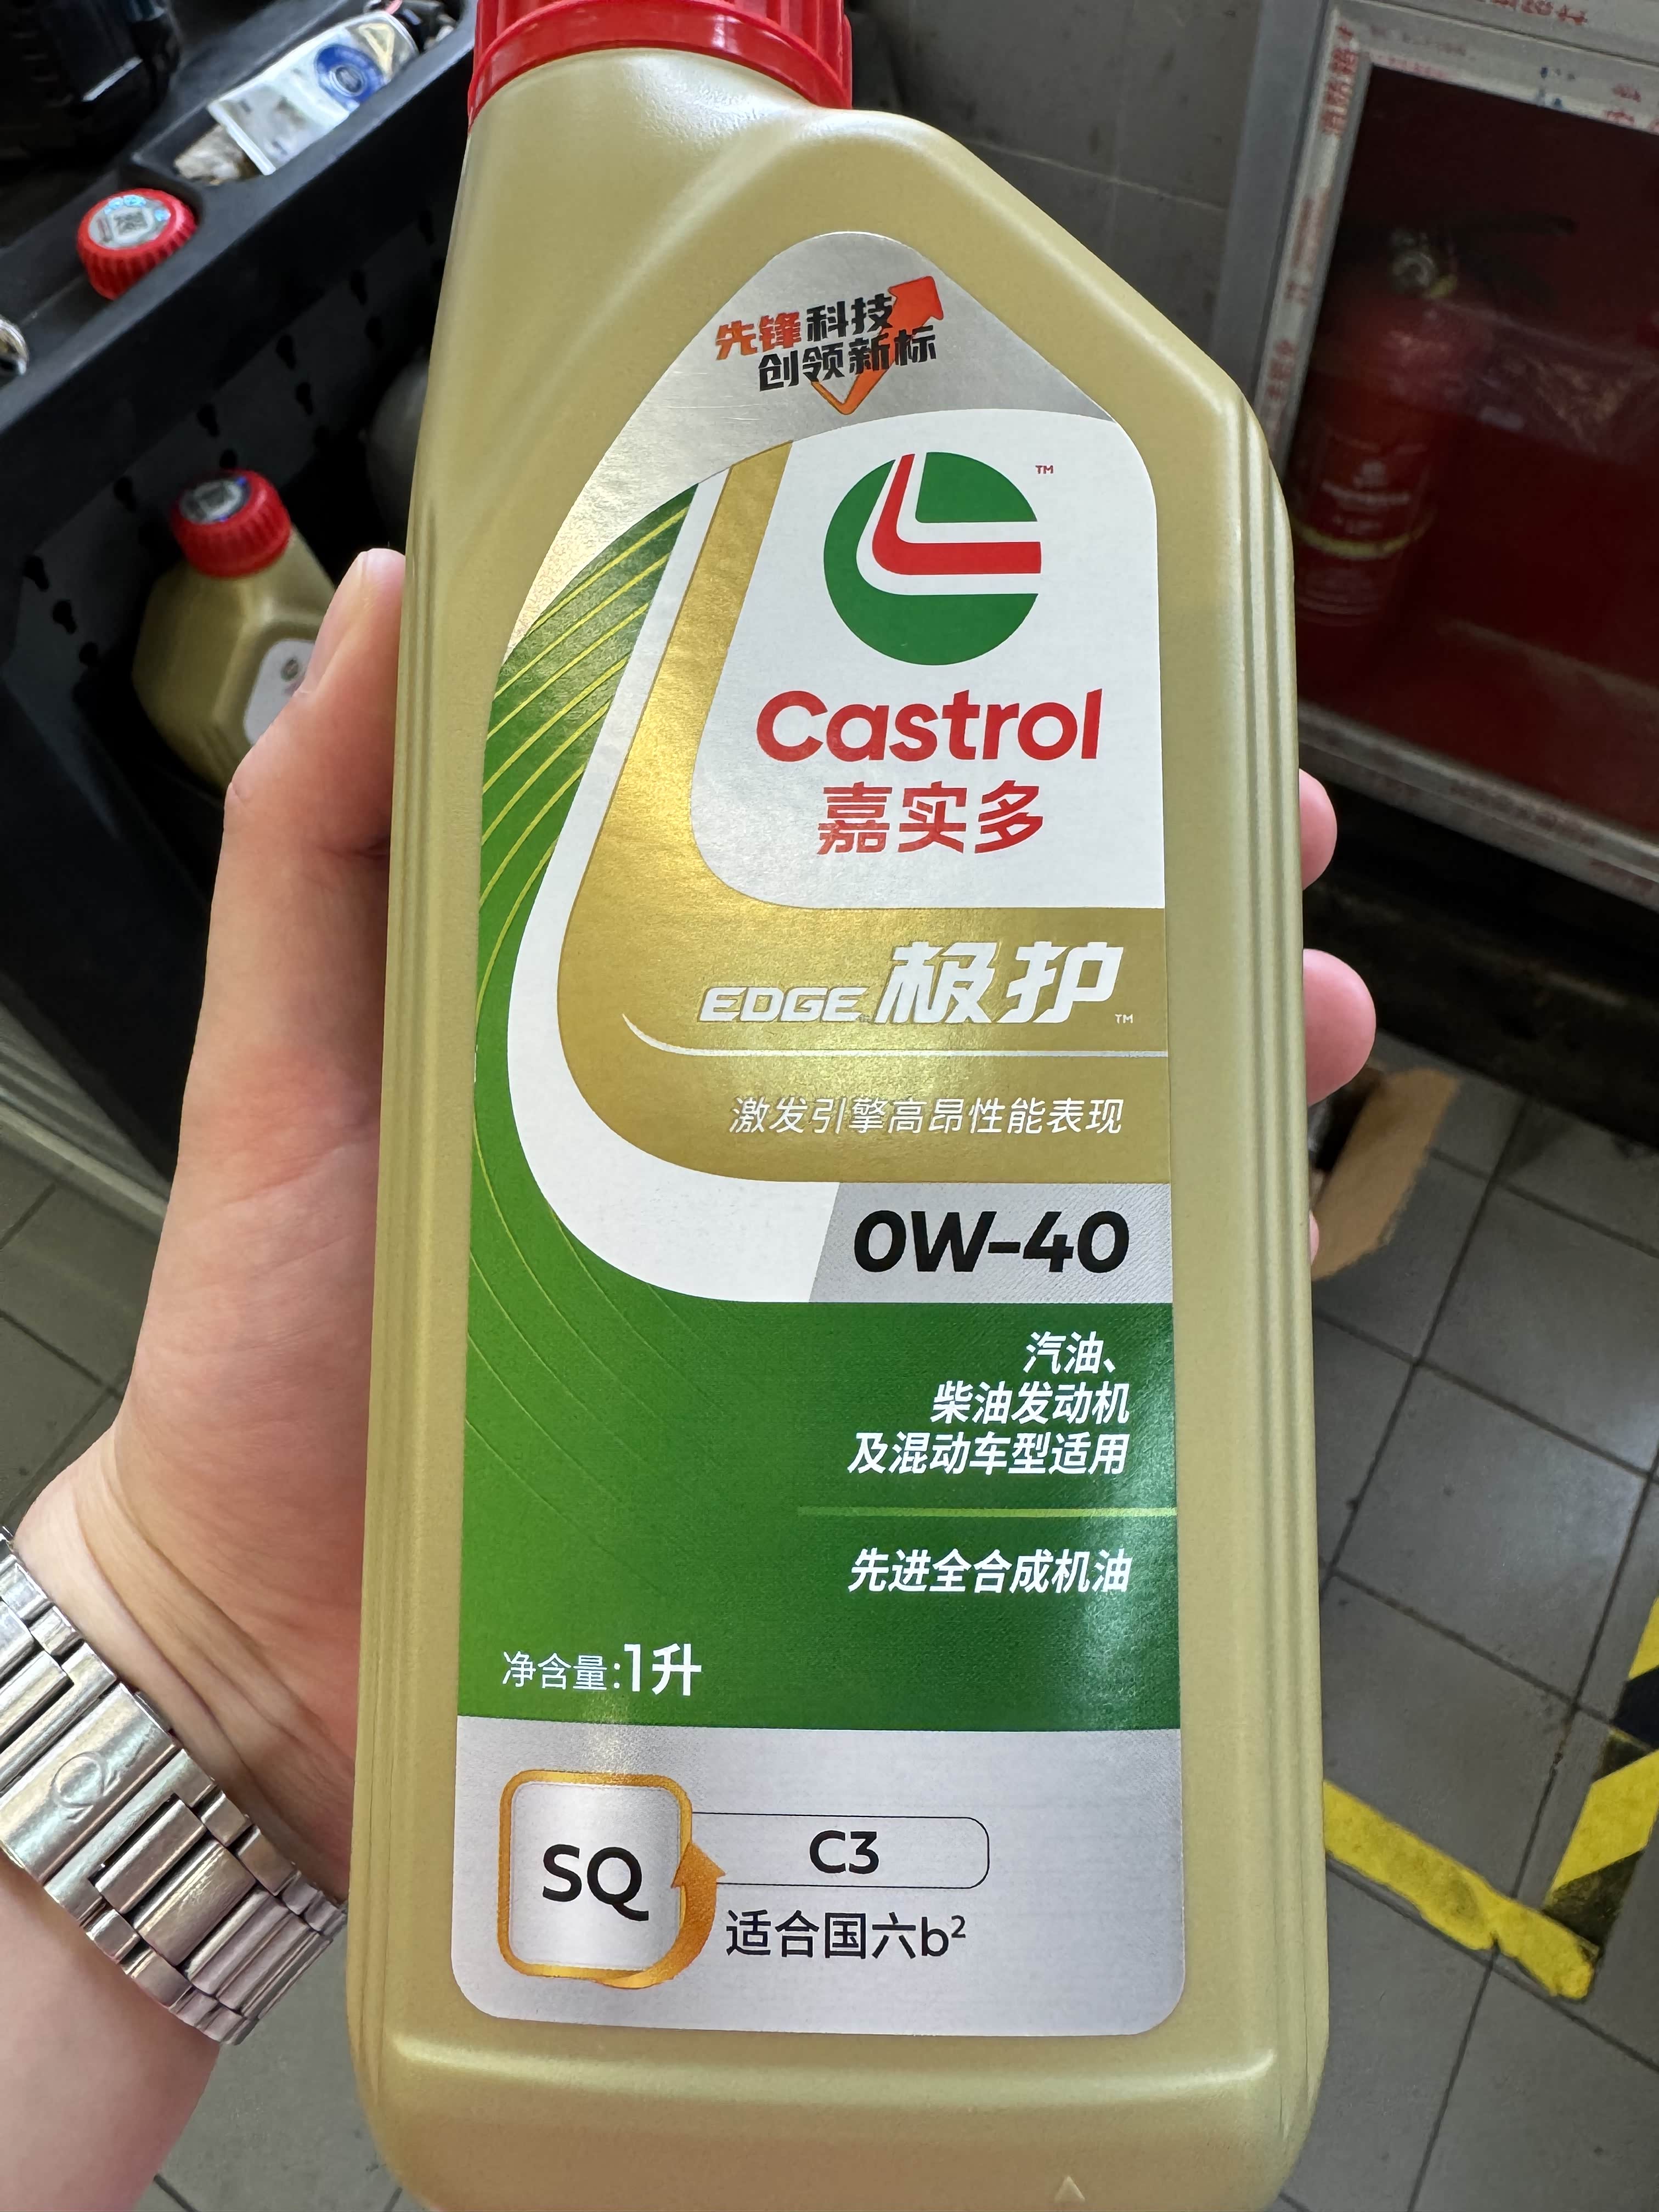 先锋科技
创领新标
TM
Castrol
嘉实多
EDGE 极护
TM
激发引擎高昂性能表现
0W-40
汽油、
柴油发动机
及混动车型适用
先进全合成机油
净含量:1升
SQ
C3
适合国六b²